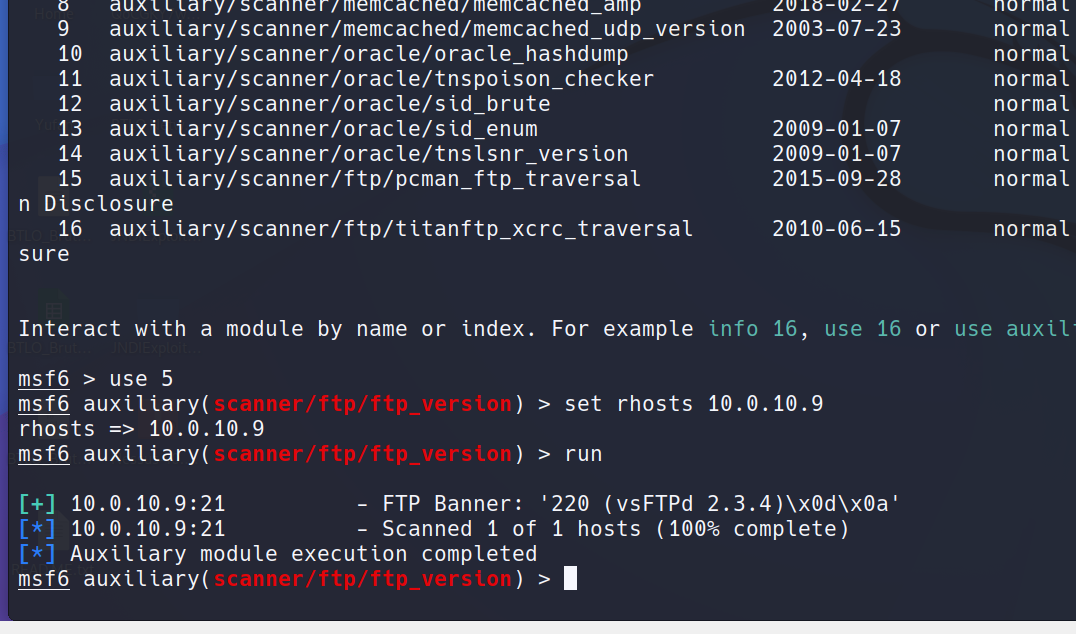 8 auxiliary/scanner/memcached/memcached_amp 2018-02-27 normal
9 auxiliary/scanner/memcached/memcached_udp_version 2003-07-23 normal
10 auxiliary/scanner/oracle/oracle_hashdump normal
11 auxiliary/scanner/oracle/tnspoison_checker 2012-04-18 normal
12 auxiliary/scanner/oracle/sid_brute normal
13 auxiliary/scanner/oracle/sid_enum 2009-01-07 normal
14 auxiliary/scanner/oracle/tnslsnr_version 2009-01-07 normal
15 auxiliary/scanner/ftp/pcman_ftp_traversal 2015-09-28 normal
n Disclosure
16 auxiliary/scanner/ftp/titanftp_xcrc_traversal 2010-06-15 normal
sure
Interact with a module by name or index. For example info 16, use 16 or use auxil
msf6 > use 5
msf6 auxiliary(scanner/ftp/ftp_version) > set rhosts 10.0.10.9
rhosts => 10.0.10.9
msf6 auxiliary(scanner/ftp/ftp_version) > run
[+] 10.0.10.9:21 - FTP Banner: '220 (vsFTPd 2.3.4)\x0d\x0a'
[*] 10.0.10.9:21 - Scanned 1 of 1 hosts (100% complete)
[*] Auxiliary module execution completed
msf6 auxiliary(scanner/ftp/ftp_version) >